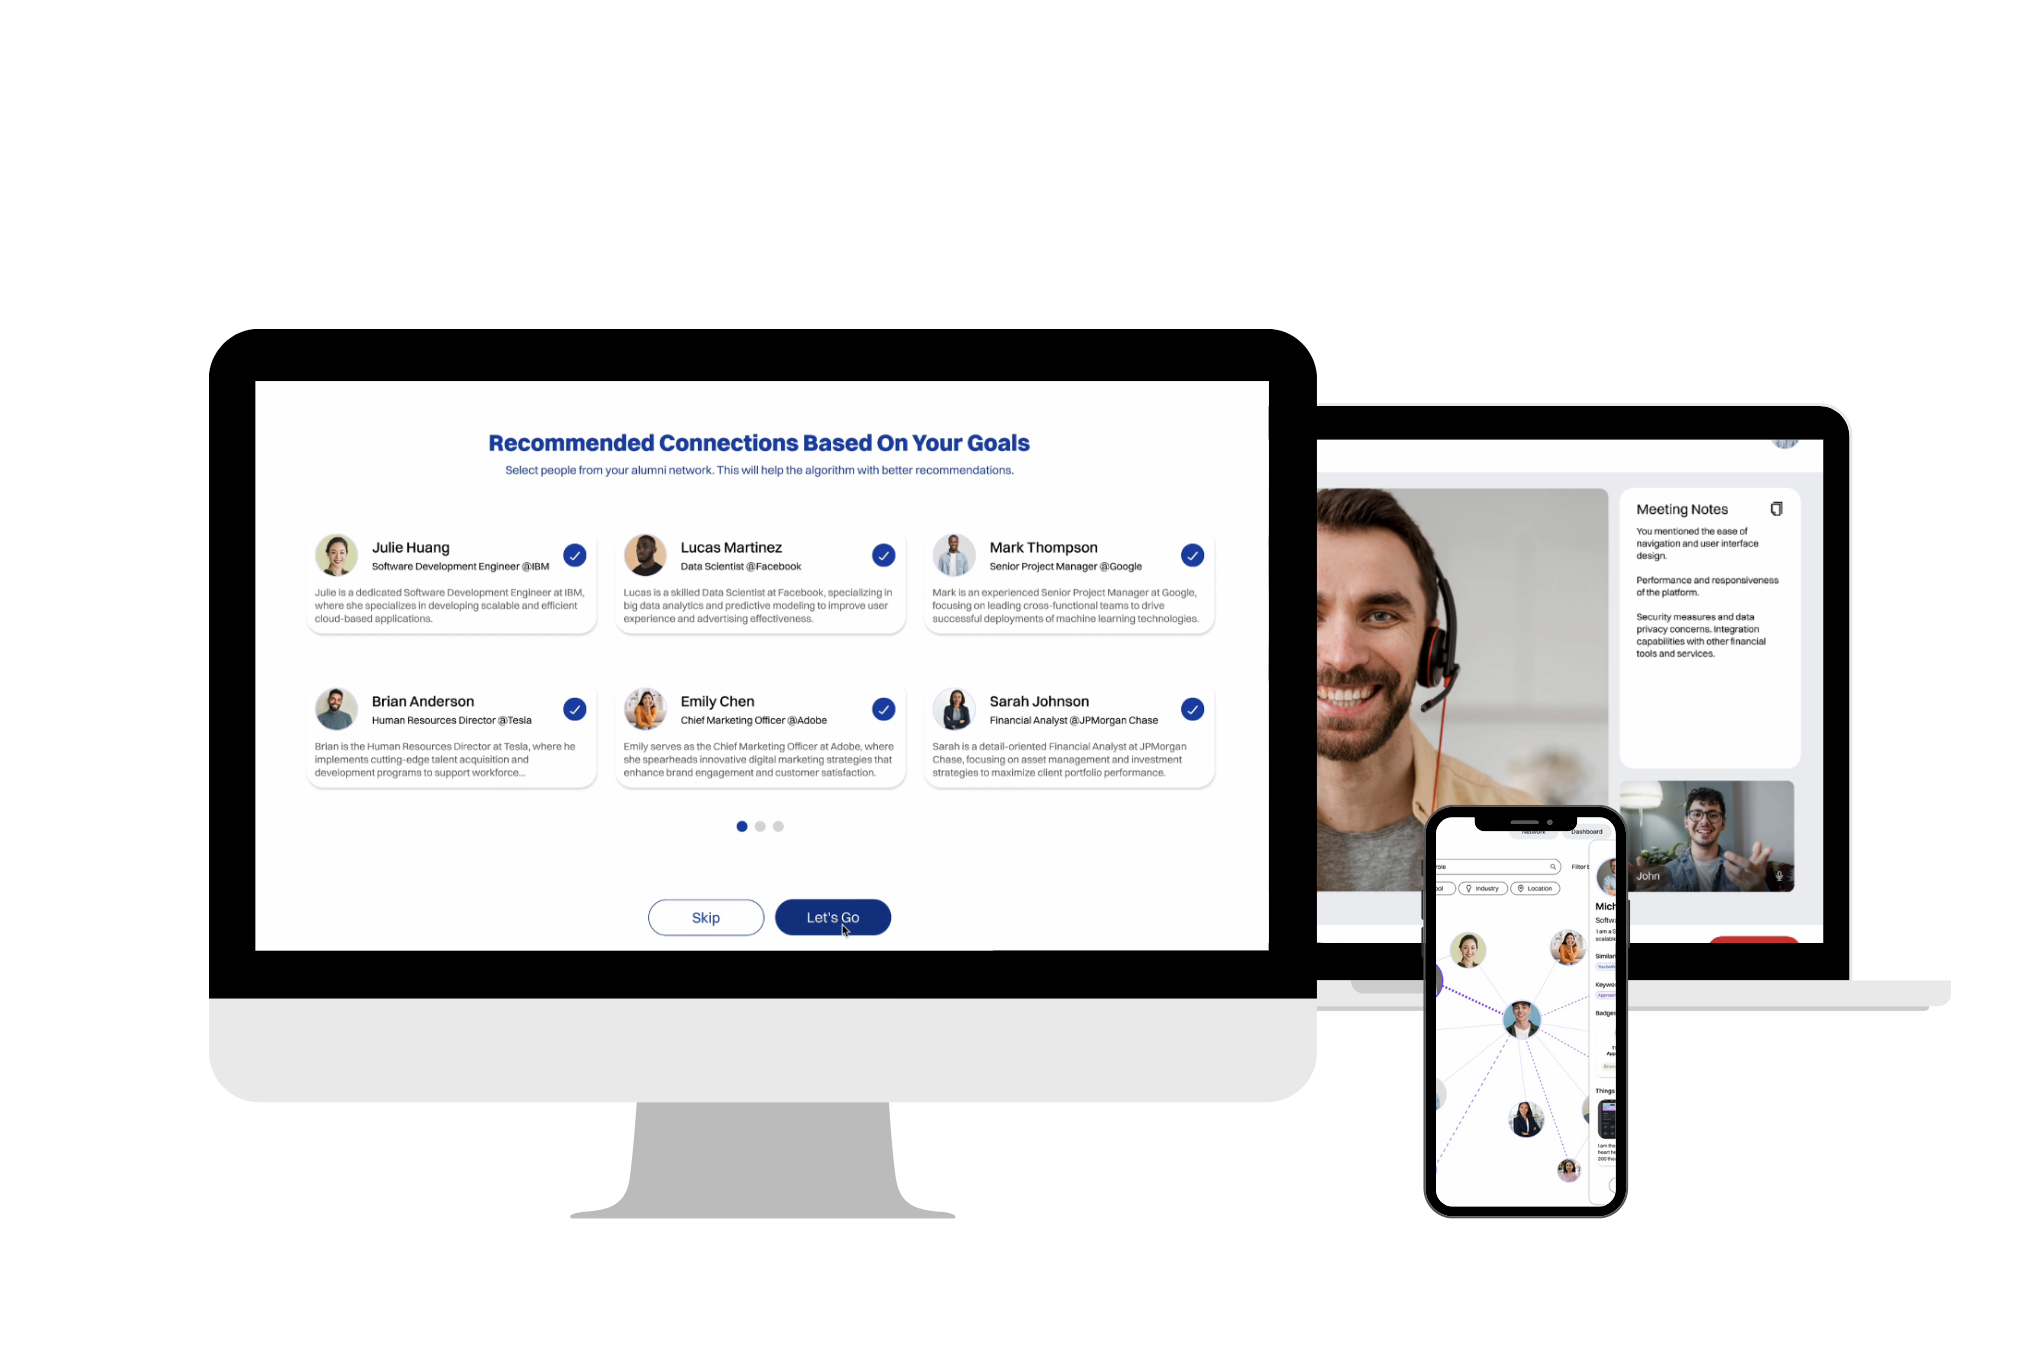 Recommended Connections Based On Your Goals
Select people from your alumni network. This will help the algorithm with better recommendations.
Julie Huang
Software Development Engineer @IBM
Julie is a dedicated Software Development Engineer at IBM,
where she specializes in developing scalable and efficient
cloud-based applications.
Lucas Martinez
Data Scientist @Facebook
Lucas is a skilled Data Scientist at Facebook, specializing in
big data analytics and predictive modeling to improve user
experience and advertising effectiveness.
Mark Thompson
Senior Project Manager @Google
Mark is an experienced Senior Project Manager at Google,
focusing on leading cross-functional teams to drive
successful deployments of machine learning technologies.
Brian Anderson
Human Resources Director @Tesla
Brian is the Human Resources Director at Tesla, where he
implements cutting-edge talent acquisition and
development programs to support workforce...
Emily Chen
Chief Marketing Officer @Adobe
Emily serves as the Chief Marketing Officer at Adobe, where
she spearheads innovative digital marketing strategies that
enhance brand engagement and customer satisfaction.
Sarah Johnson
Financial Analyst @JPMorgan Chase
Sarah is a detail-oriented Financial Analyst at JPMorgan
Chase, focusing on asset management and investment
strategies to maximize client portfolio performance.
Skip
Let's Go
Meeting Notes
You mentioned the ease of
navigation and user interface
design.
Performance and responsiveness
of the platform.
Security measures and data
privacy concerns. Integration
capabilities with other financial
tools and services.
John
Network
Dashboard
role
Filter
Industry
Location
Mich
Softwa
I am a S
scalable
Similari
Keywor
Badges
Things
I am the
heart he
200 tho